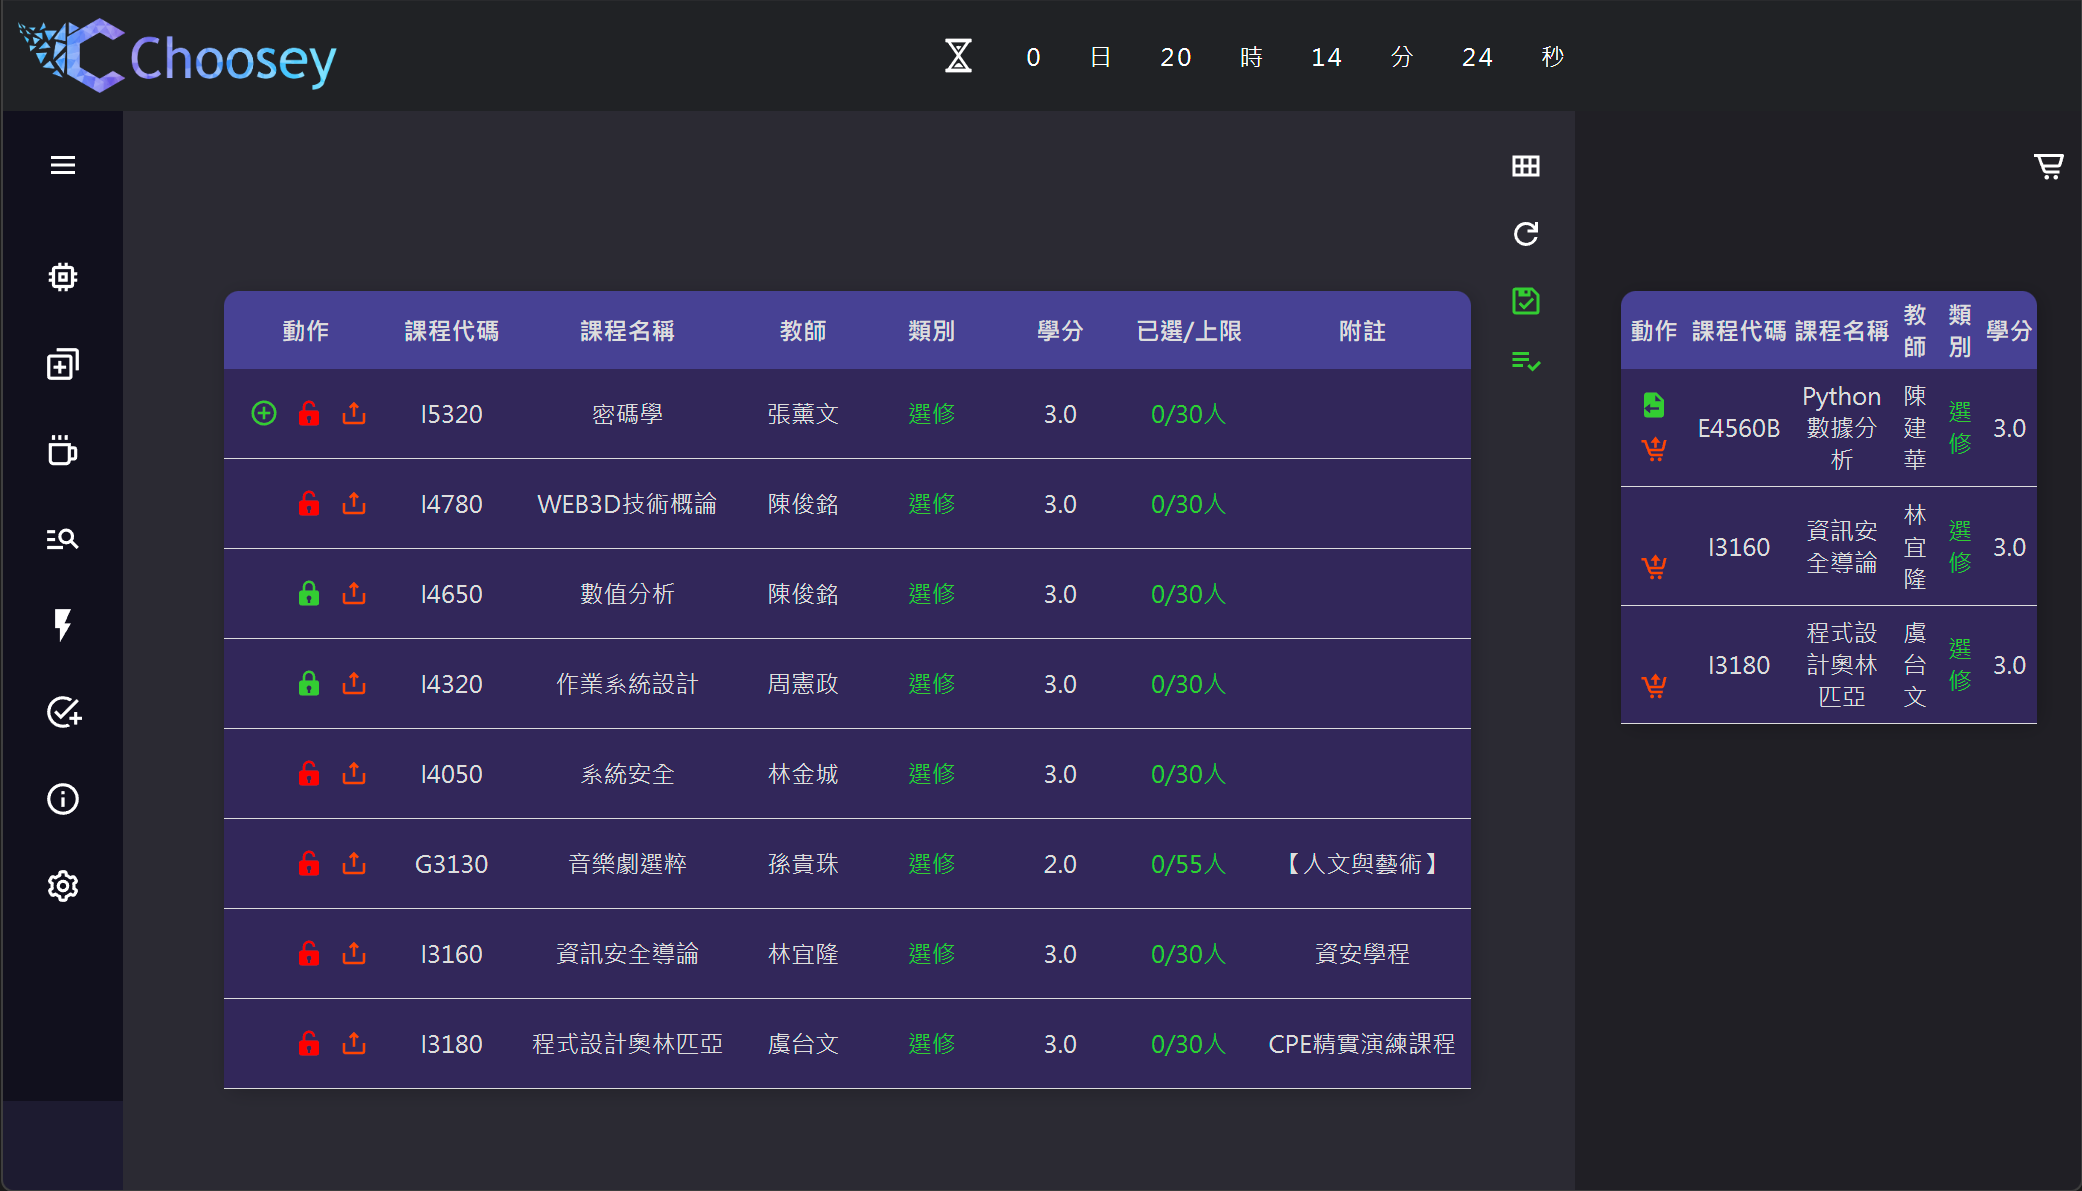 Choosey
0 日 20 時 14 分 24 秒
動作 課程代碼 課程名稱 教師 類別 學分 已選/上限 附註
I5320 密碼學 張薰文 選修 3.0 0/30人
I4780 WEB3D技術概論 陳俊銘 選修 3.0 0/30人
I4650 數值分析 陳俊銘 選修 3.0 0/30人
I4320 作業系統設計 周憲政 選修 3.0 0/30人
I4050 系統安全 林金城 選修 3.0 0/30人
G3130 音樂劇選粹 孫貴珠 選修 2.0 0/55人 【人文與藝術】
I3160 資訊安全導論 林宜隆 選修 3.0 0/30人 資安學程
I3180 程式設計奧林匹亞 虞台文 選修 3.0 0/30人 CPE精實演練課程
動作 課程代碼 課程名稱 教師 類別 學分
E4560B Python數據分析 陳建華 選修 3.0
I3160 資訊安全導論 林宜隆 選修 3.0
I3180 程式設計奧林匹亞 虞台文 選修 3.0